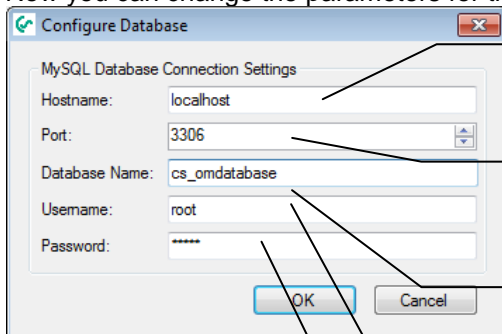 Configure Database
MySQL Database Connection Settings
Hostname: localhost
Port: 3306
Database Name: cs_omdatabase
Username: root
Password: *****
OK Cancel